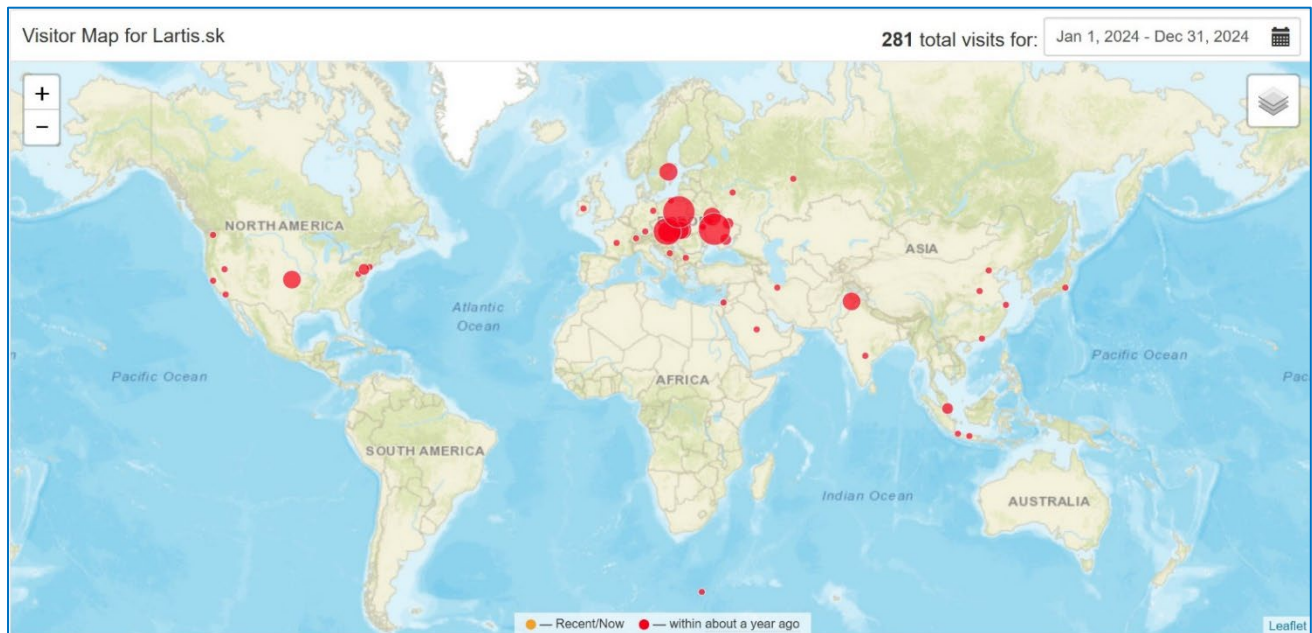 Visitor Map for Lartis.sk
281 total visits for: Jan 1, 2024 - Dec 31, 2024
+
−
NORTH AMERICA
ASIA
Atlantic
Ocean
Pacific Ocean
Pacific Ocean
Pac
AFRICA
SOUTH AMERICA
Indian Ocean
AUSTRALIA
— Recent/Now — within about a year ago
Leaflet